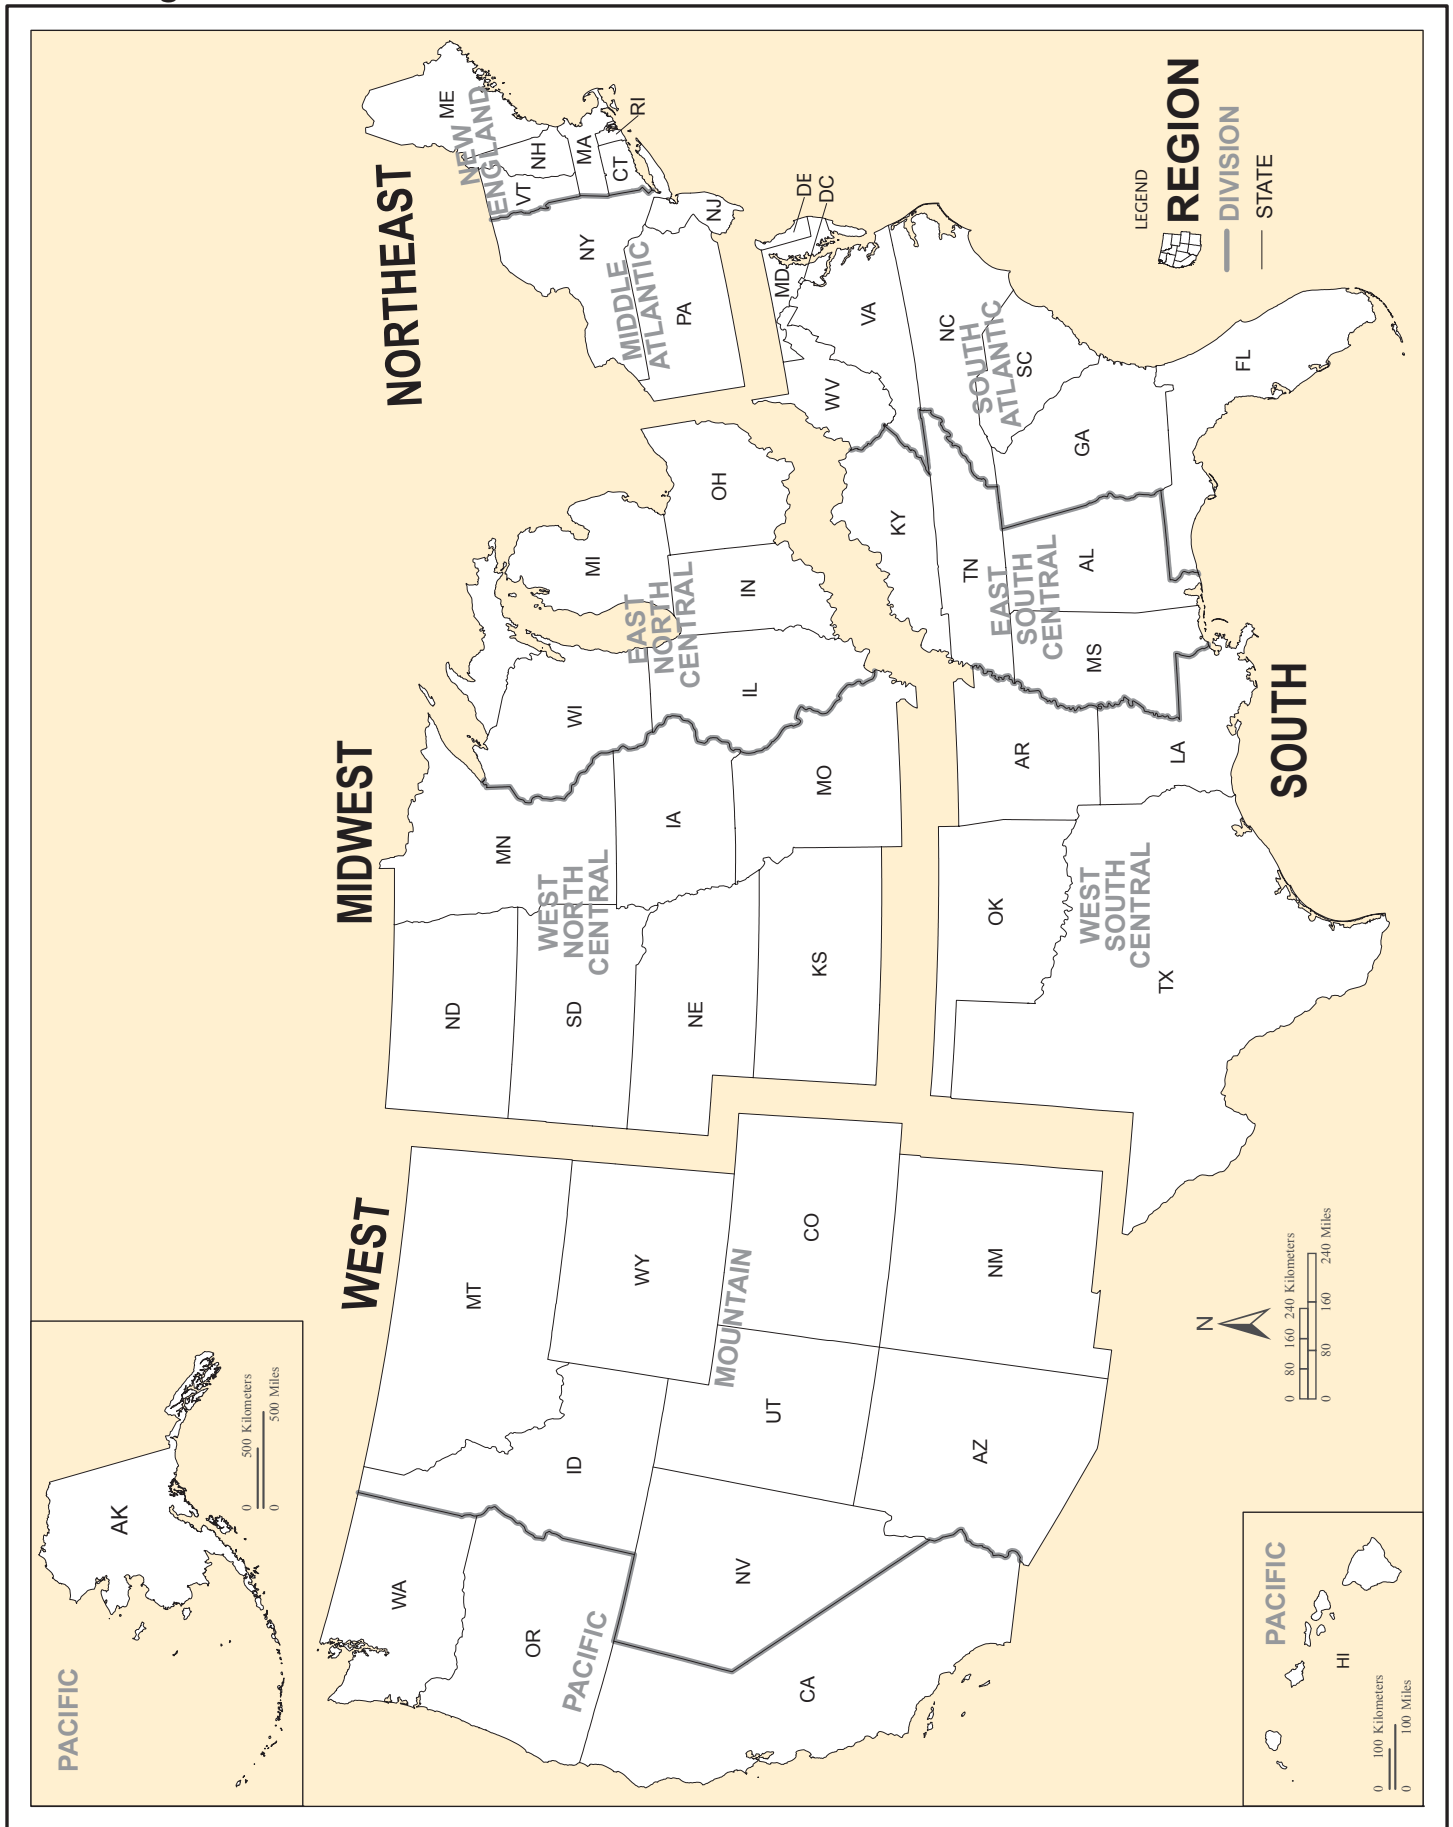 WEST
MIDWEST
NORTHEAST
SOUTH
PACIFIC
AK
0 500 Kilometers
0 500 Miles
WA
OR
PACIFIC
CA
NV
ID
MT
WY
MOUNTAIN
UT
CO
AZ
NM
ND
SD
NE
KS
MN
WEST
NORTH
CENTRAL
IA
MO
WI
MI
EAST
NORTH
CENTRAL
IL
IN
OH
ME
NEW
ENGLAND
VT
NH
MA
CT
RI
NY
MIDDLE
ATLANTIC
PA
NJ
DE
DC
MD
WV
VA
NC
SOUTH
ATLANTIC
SC
GA
FL
KY
TN
EAST
SOUTH
CENTRAL
MS
AL
OK
AR
WEST
SOUTH
CENTRAL
TX
LA
PACIFIC
HI
0 100 Kilometers
0 100 Miles
N
0 80 160 240 Kilometers
0 80 160 240 Miles
LEGEND
REGION
DIVISION
STATE